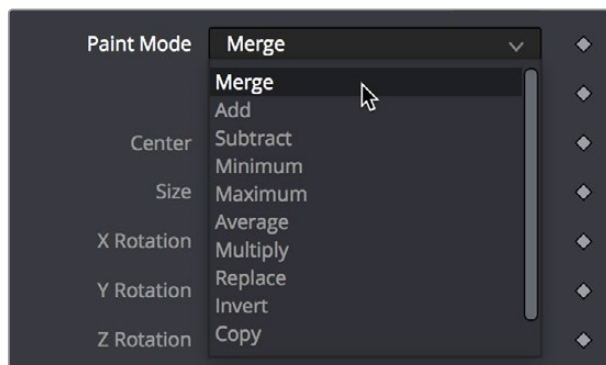 Paint Mode Merge
Merge
Add
Center Subtract
Minimum
Size Maximum
Average
X Rotation Multiply
Replace
Y Rotation Invert
Z Rotation Copy